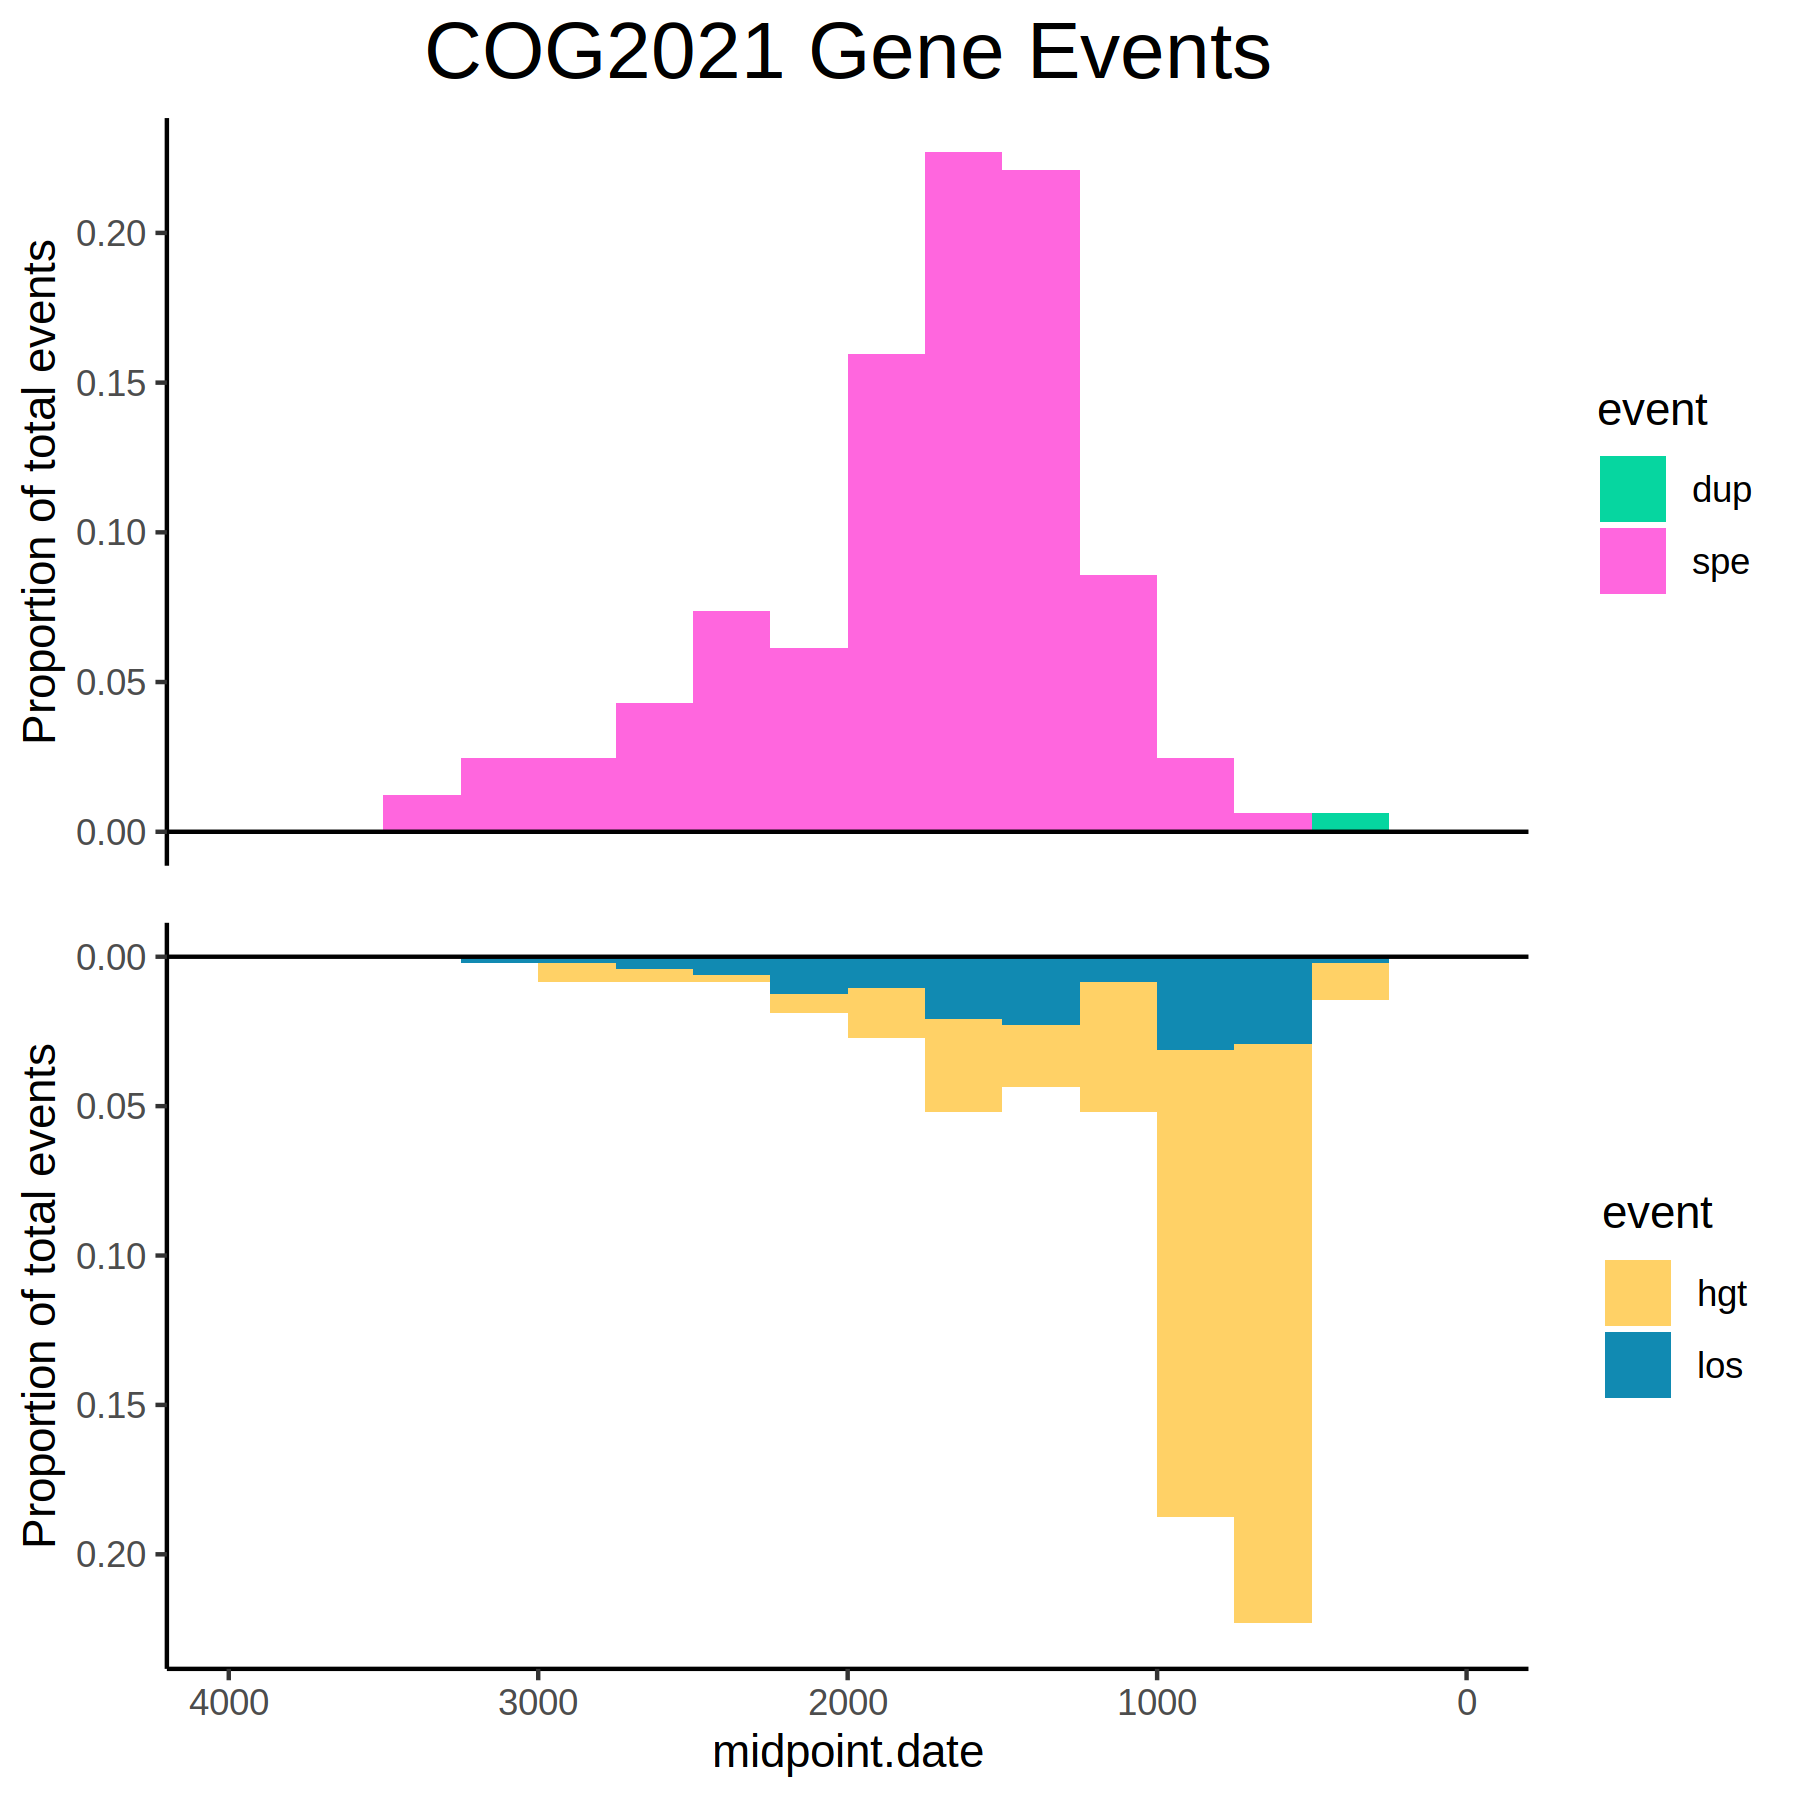 COG2021 Gene Events
Proportion of total events
0.20
0.15
0.10
0.05
0.00
event
dup
spe
Proportion of total events
0.00
0.05
0.10
0.15
0.20
event
hgt
los
4000 3000 2000 1000 0
midpoint.date